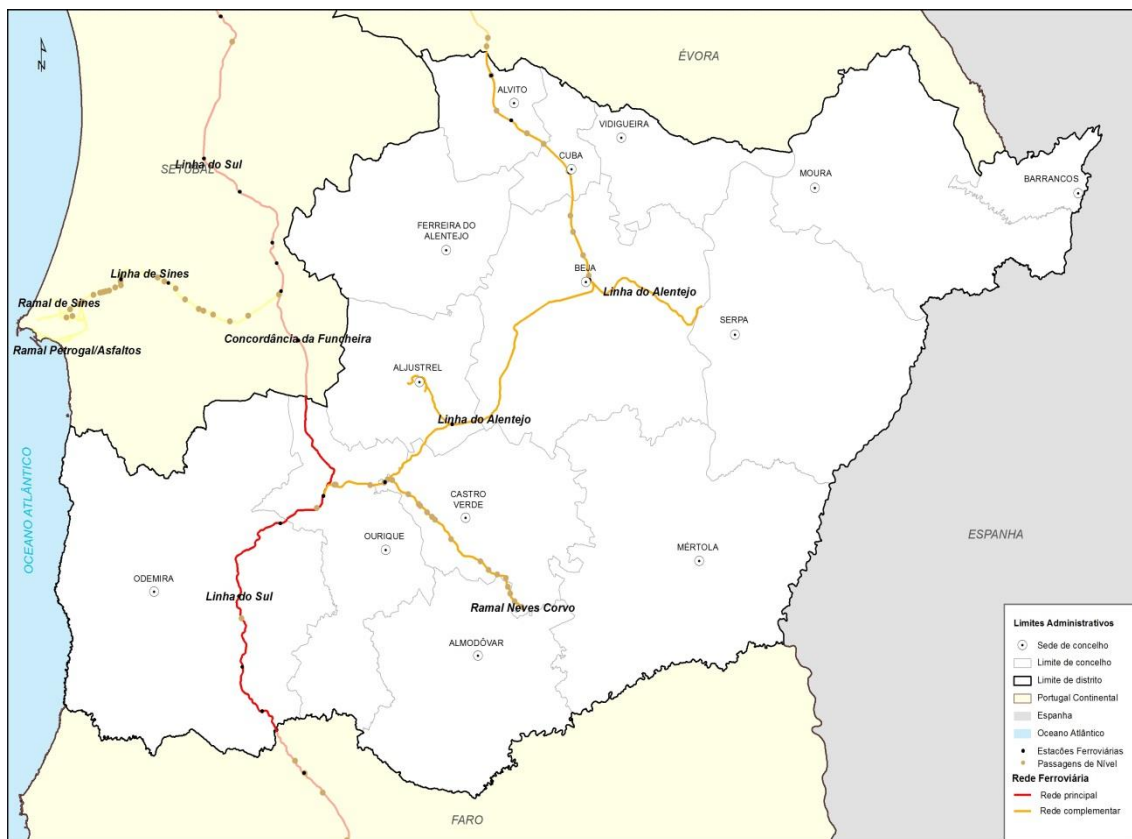 N
ÉVORA
ALVITO
VIDIGUEIRA
CUBA
Linha do Sul
SETÚBAL
MOURA
BARRANCOS
FERREIRA DO
ALENTEJO
Linha de Sines
BEJA
Linha do Alentejo
Ramal de Sines
SERPA
Concordância da Funcheira
Ramal Petrogal/Asfaltos
ALJUSTREL
Linha do Alentejo
OCEANO ATLÂNTICO
CASTRO
VERDE
OURIQUE
MÉRTOLA
ESPANHA
ODEMIRA
Linha do Sul
Ramal Neves Corvo
ALMODÔVAR
FARO
Limites Administrativos
Sede de concelho
Limite de concelho
Limite de distrito
Portugal Continental
Espanha
Oceano Atlântico
Estacões Ferroviárias
Passagens de Nível
Rede Ferroviária
Rede principal
Rede complementar